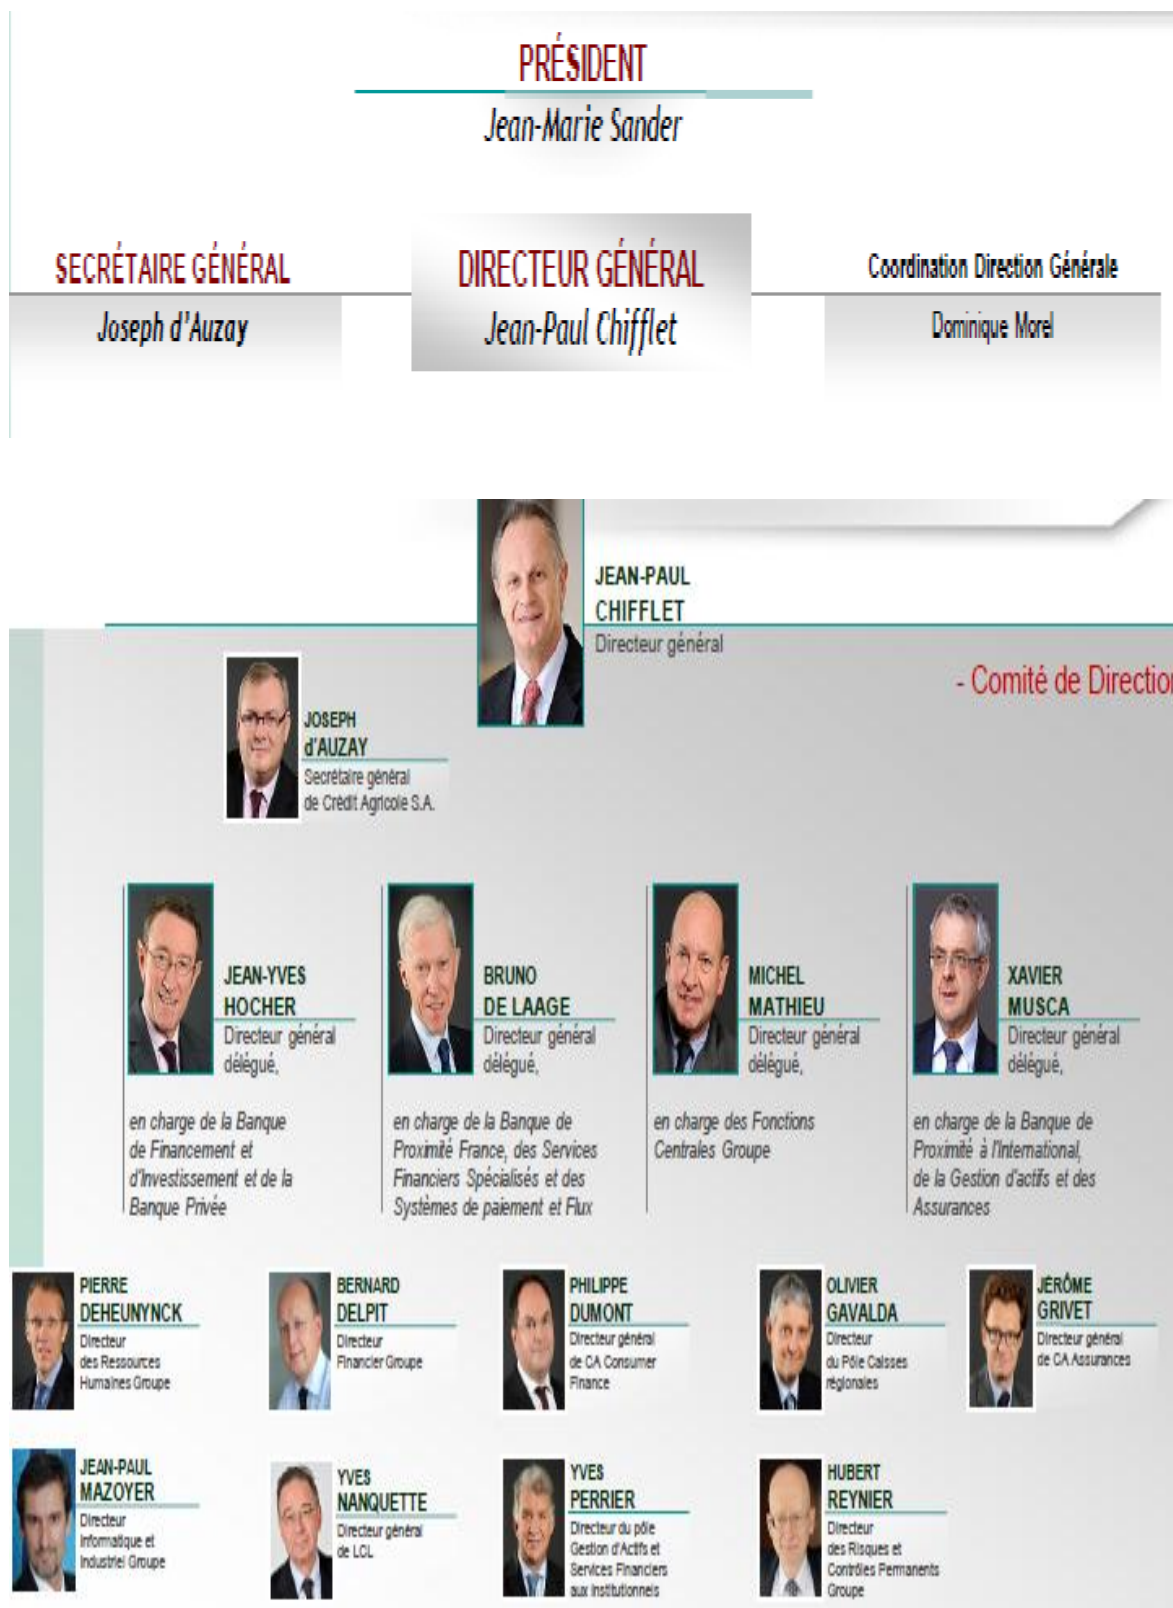 PRÉSIDENT
Jean-Marie Sander
SECRÉTAIRE GÉNÉRAL
Joseph d'Auzay
DIRECTEUR GÉNÉRAL
Jean-Paul Chifflet
Coordination Direction Générale
Dominique Morel
JEAN-PAUL
CHIFFLET
Directeur général
- Comité de Direction
JOSEPH
d'AUZAY
Secrétaire général
de Crédit Agricole S.A.
JEAN-YVES
HOCHER
Directeur général
délégué,
en charge de la Banque
de Financement et
d'Investissement et de la
Banque Privée
BRUNO
DE LAAGE
Directeur général
délégué,
en charge de la Banque de
Proximité France, des Services
Financiers Spécialisés et des
Systèmes de paiement et Flux
MICHEL
MATHIEU
Directeur général
délégué,
en charge des Fonctions
Centrales Groupe
XAVIER
MUSCA
Directeur général
délégué,
en charge de la Banque de
Proximité à l'International,
de la Gestion d'actifs et des
Assurances
PIERRE
DEHEUNYNCK
Directeur
des Ressources
Humaines Groupe
BERNARD
DELPIT
Directeur
Financier Groupe
PHILIPPE
DUMONT
Directeur général
de CA Consumer
Finance
OLIVIER
GAVALDA
Directeur
du Pôle Caisses
régionales
JÉRÔME
GRIVET
Directeur général
de CA Assurances
JEAN-PAUL
MAZOYER
Directeur
Informatique et
Industriel Groupe
YVES
NANQUETTE
Directeur général
de LCL
YVES
PERRIER
Directeur du pôle
Gestion d'Actifs et
Services Financiers
aux Institutionnels
HUBERT
REYNIER
Directeur
des Risques et
Contrôles Permanents
Groupe